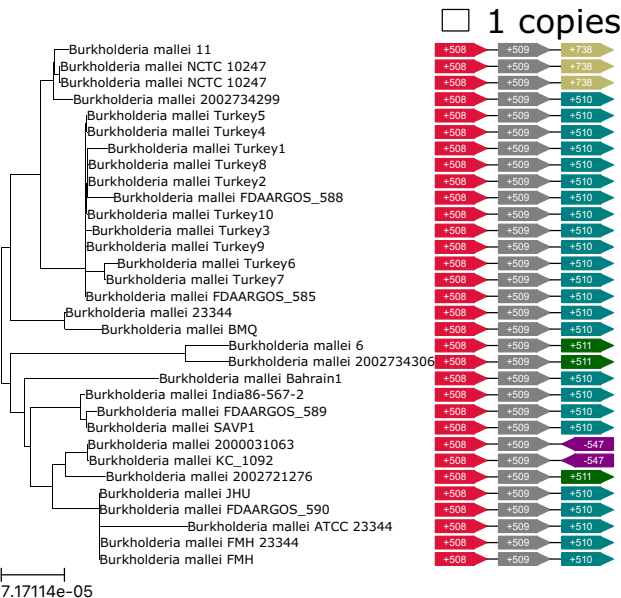 1 copies
Burkholderia mallei 11 +508 +509 +738
Burkholderia mallei NCTC 10247 +508 +509 +738
Burkholderia mallei NCTC 10247 +508 +509 +738
Burkholderia mallei 2002734299 +508 +509 +510
Burkholderia mallei Turkey5 +508 +509 +510
Burkholderia mallei Turkey4 +508 +509 +510
Burkholderia mallei Turkey1 +508 +509 +510
Burkholderia mallei Turkey8 +508 +509 +510
Burkholderia mallei Turkey2 +508 +509 +510
Burkholderia mallei FDAARGOS_588 +508 +509 +510
Burkholderia mallei Turkey10 +508 +509 +510
Burkholderia mallei Turkey3 +508 +509 +510
Burkholderia mallei Turkey9 +508 +509 +510
Burkholderia mallei Turkey6 +508 +509 +510
Burkholderia mallei Turkey7 +508 +509 +510
Burkholderia mallei FDAARGOS_585 +508 +509 +510
Burkholderia mallei 23344 +508 +509 +510
Burkholderia mallei BMQ +508 +509 +510
Burkholderia mallei 6 +508 +509 +511
Burkholderia mallei 2002734306 +508 +509 +511
Burkholderia mallei Bahrain1 +508 +509 +510
Burkholderia mallei India86-567-2 +508 +509 +510
Burkholderia mallei FDAARGOS_589 +508 +509 +510
Burkholderia mallei SAVP1 +508 +509 +510
Burkholderia mallei 2000031063 +508 +509 -547
Burkholderia mallei KC_1092 +508 +509 -547
Burkholderia mallei 2002721276 +508 +509 +511
Burkholderia mallei JHU +508 +509 +510
Burkholderia mallei FDAARGOS_590 +508 +509 +510
Burkholderia mallei ATCC 23344 +508 +509 +510
Burkholderia mallei FMH 23344 +508 +509 +510
Burkholderia mallei FMH +508 +509 +510
7.17114e-05